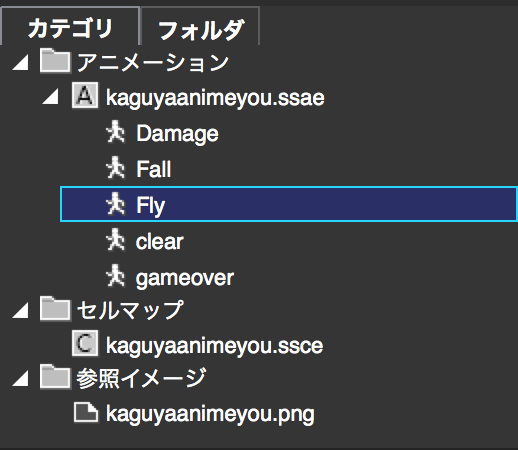 カテゴリ フォルダ
アニメーション
A kaguyaanimeyou.ssae
Damage
Fall
Fly
clear
gameover
セルマップ
C kaguyaanimeyou.ssce
参照イメージ
kaguyaanimeyou.png